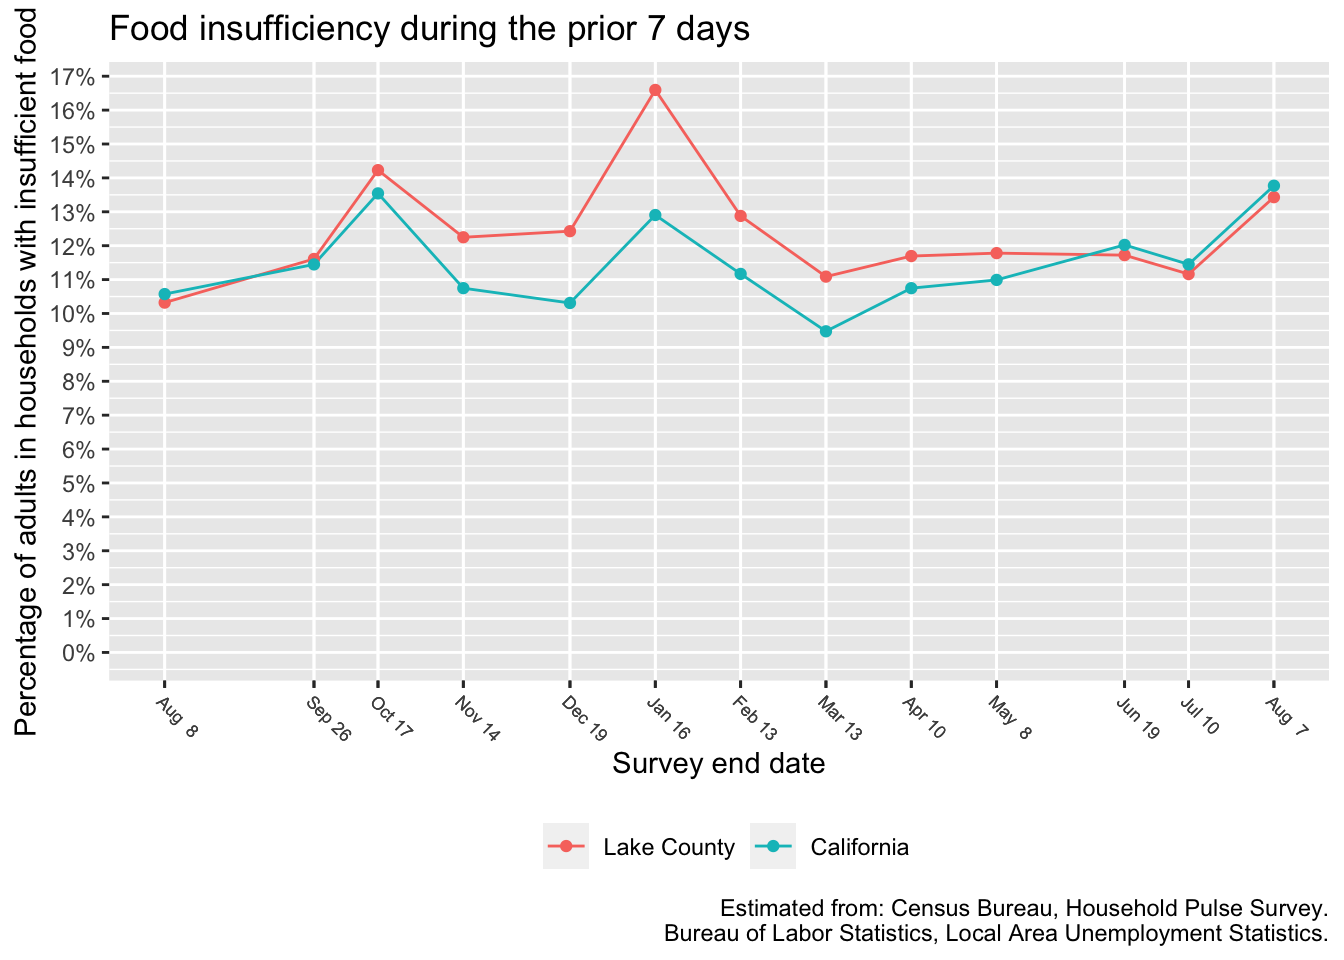 Food insufficiency during the prior 7 days
Percentage of adults in households with insufficient food
17%
16%
15%
14%
13%
12%
11%
10%
9%
8%
7%
6%
5%
4%
3%
2%
1%
0%
Aug 8
Sep 26
Oct 17
Nov 14
Dec 19
Jan 16
Feb 13
Mar 13
Apr 10
May 8
Jun 19
Jul 10
Aug 7
Survey end date
Lake County
California
Estimated from: Census Bureau, Household Pulse Survey.
Bureau of Labor Statistics, Local Area Unemployment Statistics.